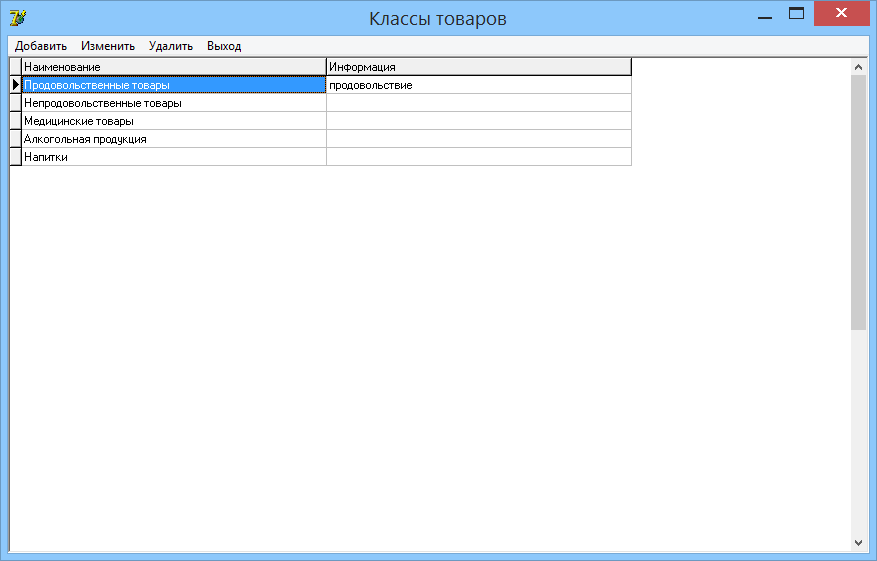 Классы товаров
Добавить Изменить Удалить Выход
Наименование Информация
Продовольственные товары продовольствие
Непродовольственные товары
Медицинские товары
Алкогольная продукция
Напитки